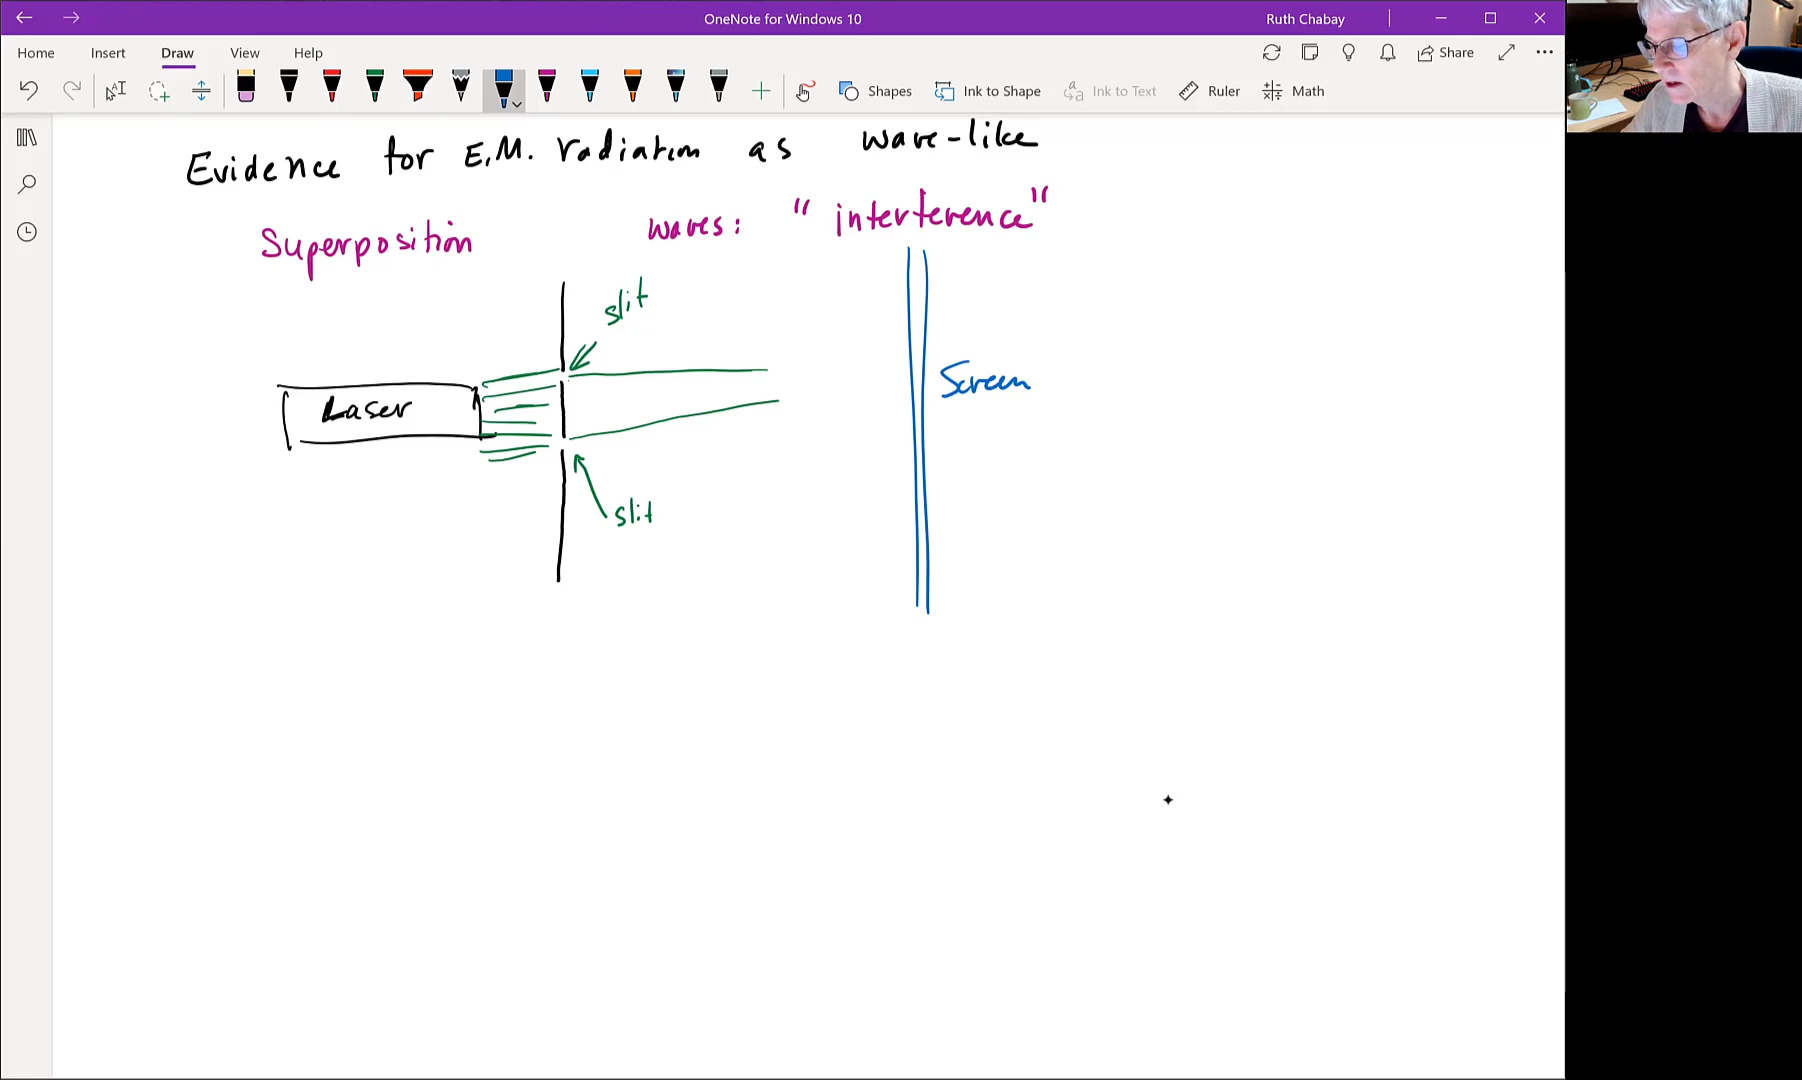 OneNote for Windows 10
Ruth Chabay
Home Insert Draw View Help
Share
Shapes Ink to Shape Ink to Text Ruler Math
Evidence for E.M. radiation as wave-like
Superposition waves: "interference"
slit
Laser
Screen
slit